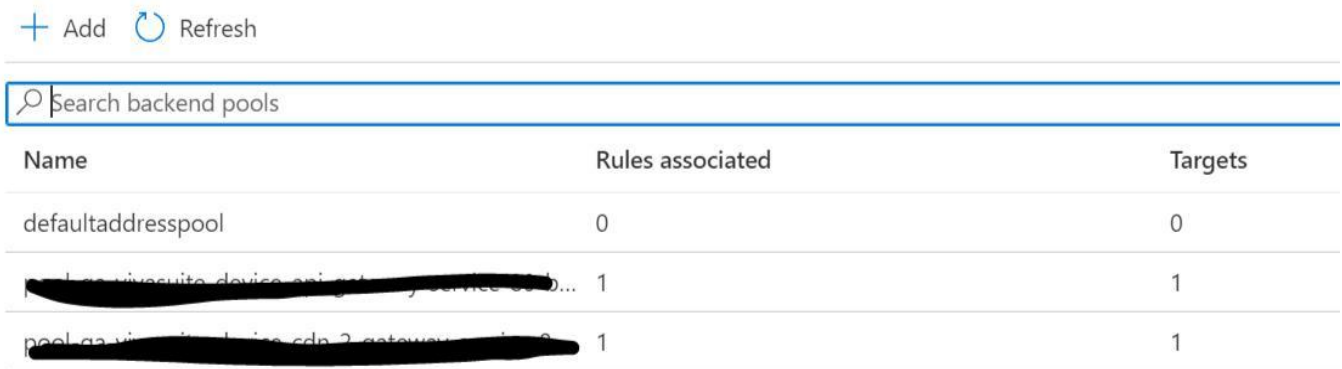 Add Refresh
Search backend pools
Name Rules associated Targets
defaultaddresspool 0 0
1 1
1 1